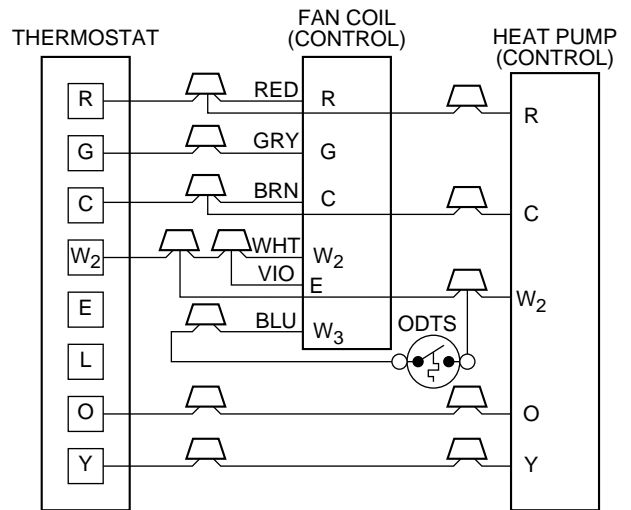 THERMOSTAT
FAN COIL
(CONTROL)
HEAT PUMP
(CONTROL)
R
RED
R
R
G
GRY
G
C
BRN
C
C
W2
WHT
W2
VIO
E
W2
E
BLU
W3
ODTS
L
O
O
Y
Y